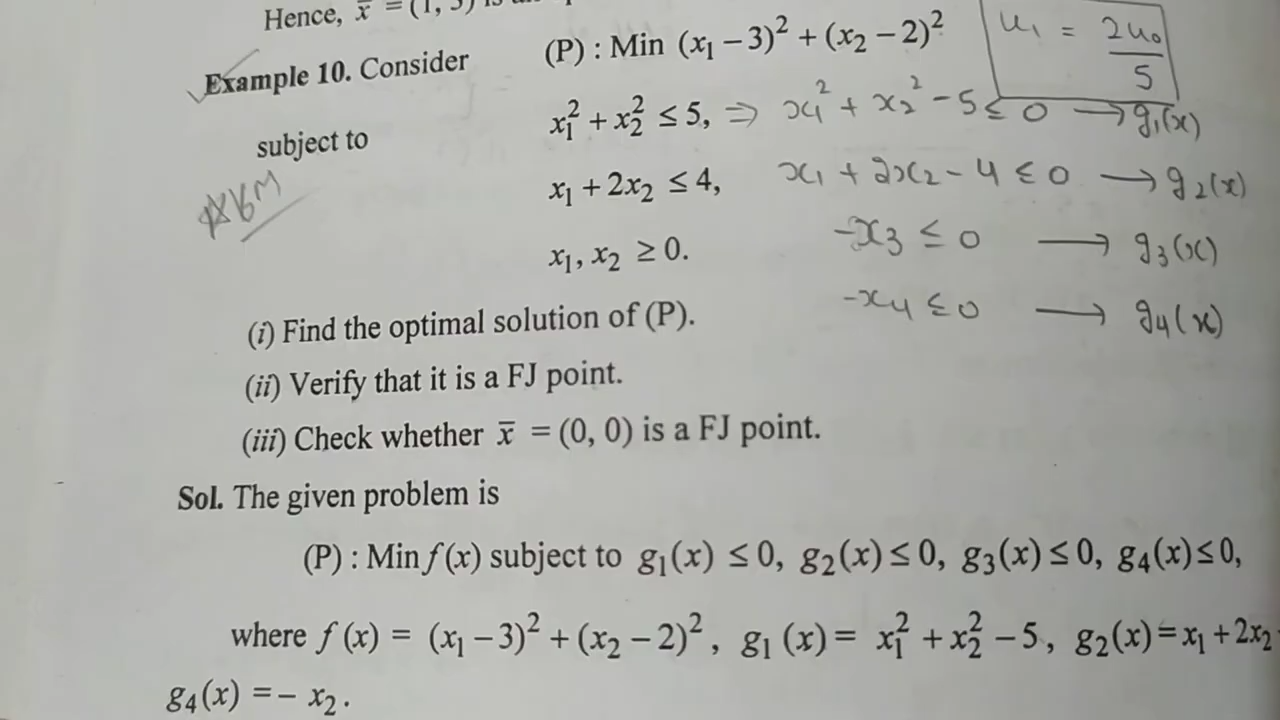 Hence, x̄ = (1, 3) is
Example 10. Consider (P) : Min (x₁ – 3)² + (x₂ – 2)²
u₁ = 2u₀/5
subject to x₁² + x₂² ≤ 5, ⇒ x₁² + x₂² – 5 ≤ 0 → g₁(x)
x₁ + 2x₂ ≤ 4, x₁ + 2x₂ – 4 ≤ 0 → g₂(x)
x₁, x₂ ≥ 0. -x₃ ≤ 0 → g₃(x)
-x₄ ≤ 0 → g₄(x)
(i) Find the optimal solution of (P).
(ii) Verify that it is a FJ point.
(iii) Check whether x̄ = (0, 0) is a FJ point.
Sol. The given problem is
(P) : Min f(x) subject to g₁(x) ≤ 0, g₂(x) ≤ 0, g₃(x) ≤ 0, g₄(x) ≤ 0,
where f (x) = (x₁ – 3)² + (x₂ – 2)², g₁ (x) = x₁² + x₂² – 5, g₂(x) = x₁ + 2x₂
g₄(x) = – x₂.